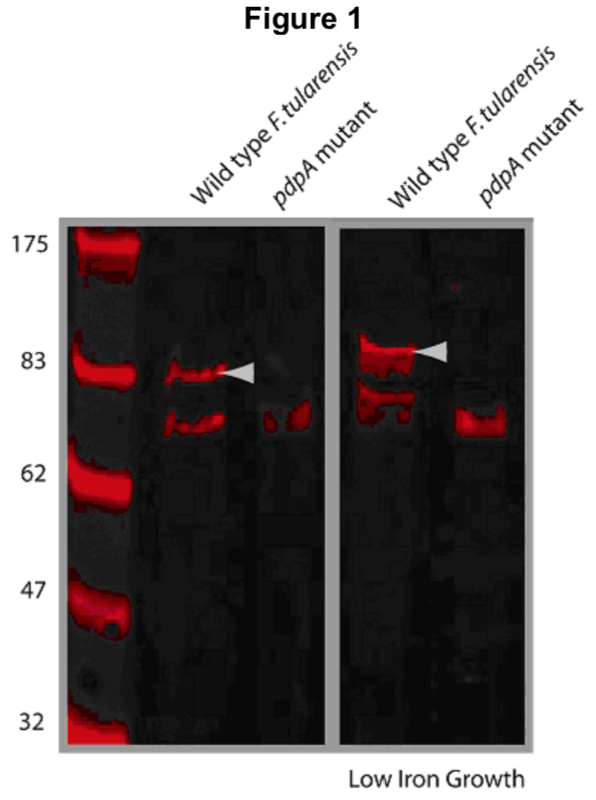 Figure 1
Wild type F. tularensis
pdpA mutant
Wild type F. tularensis
pdpA mutant
175
83
62
47
32
Low Iron Growth